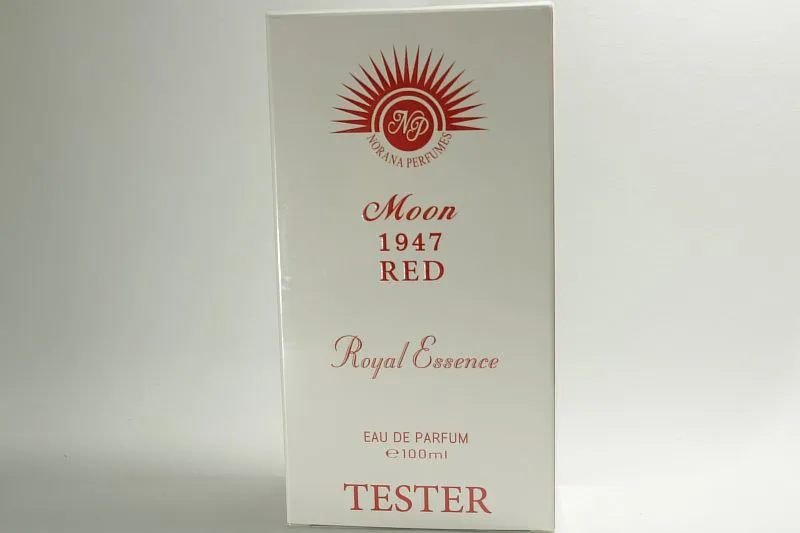 NP
NORANA PERFUMES
Moon
1947
RED
Royal Essence
EAU DE PARFUM
℮100ml
TESTER